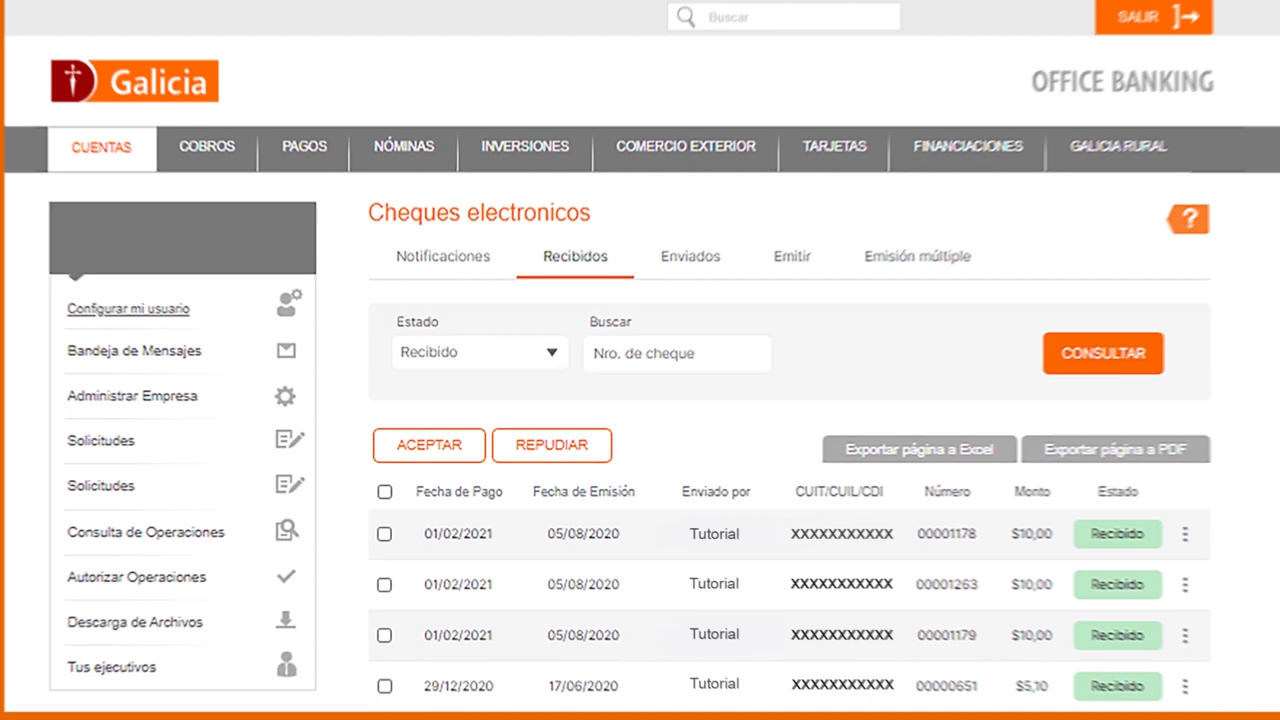 Buscar
SALIR
Galicia
OFFICE BANKING
CUENTAS COBROS PAGOS NÓMINAS INVERSIONES COMERCIO EXTERIOR TARJETAS FINANCIACIONES GALICIA RURAL
Cheques electronicos
?
Notificaciones Recibidos Enviados Emitir Emisión múltiple
Configurar mi usuario
Bandeja de Mensajes
Administrar Empresa
Solicitudes
Solicitudes
Consulta de Operaciones
Autorizar Operaciones
Descarga de Archivos
Tus ejecutivos
Estado Buscar
Recibido Nro. de cheque CONSULTAR
ACEPTAR REPUDIAR Exportar página a Excel Exportar página a PDF
Fecha de Pago Fecha de Emisión Enviado por CUIT/CUIL/CDI Número Monto Estado
01/02/2021 05/08/2020 Tutorial XXXXXXXXXXX 00001178 $10,00 Recibido
01/02/2021 05/08/2020 Tutorial XXXXXXXXXXX 00001263 $10,00 Recibido
01/02/2021 05/08/2020 Tutorial XXXXXXXXXXX 00001179 $10,00 Recibido
29/12/2020 17/06/2020 Tutorial XXXXXXXXXXX 00000651 $5,10 Recibido